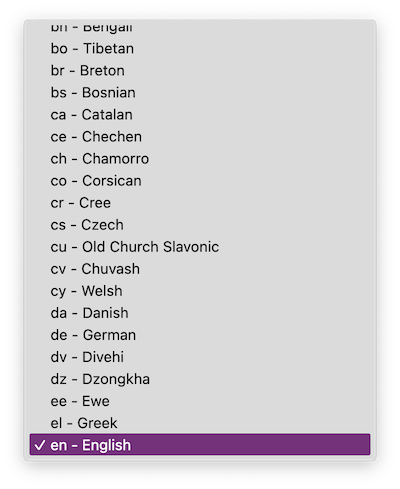 bn - Bengali
bo - Tibetan
br - Breton
bs - Bosnian
ca - Catalan
ce - Chechen
ch - Chamorro
co - Corsican
cr - Cree
cs - Czech
cu - Old Church Slavonic
cv - Chuvash
cy - Welsh
da - Danish
de - German
dv - Divehi
dz - Dzongkha
ee - Ewe
el - Greek
✓ en - English